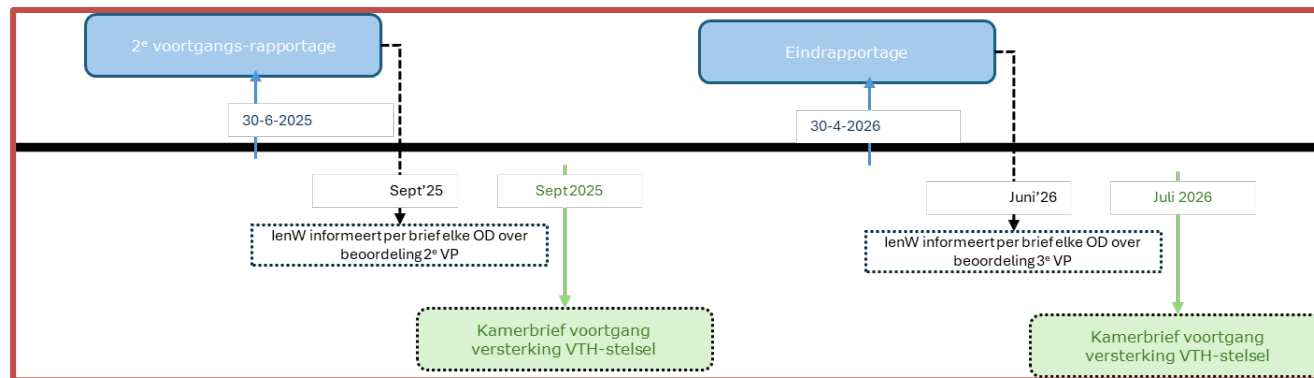 2e voortgangs-rapportage
Eindrapportage
30-6-2025
30-4-2026
Sept’25
Sept 2025
Juni’26
Juli 2026
IenW informeert per brief elke OD over
beoordeling 2e VP
IenW informeert per brief elke OD over
beoordeling 3e VP
Kamerbrief voortgang
versterking VTH-stelsel
Kamerbrief voortgang
versterking VTH-stelsel